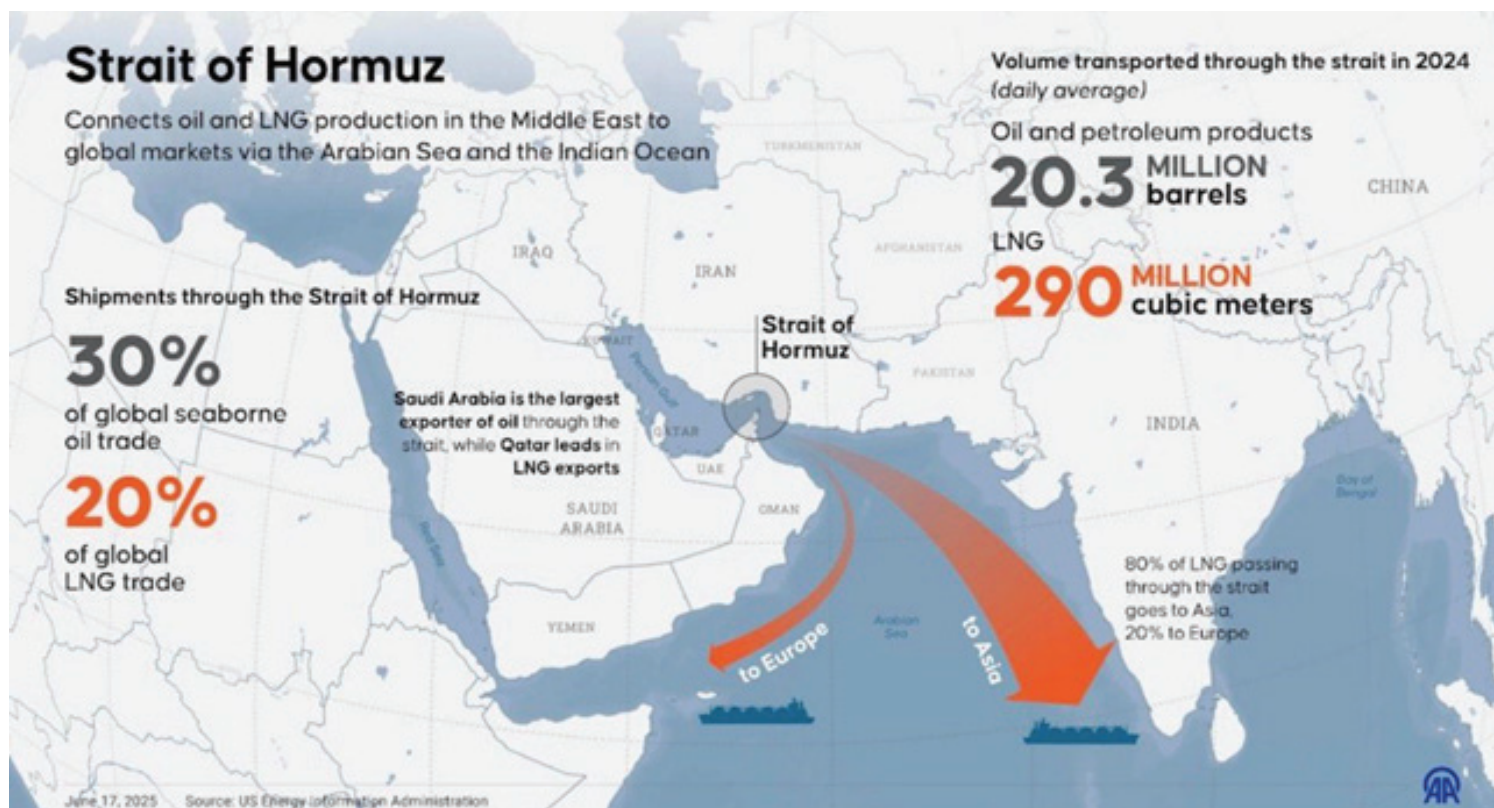 Strait of Hormuz
Connects oil and LNG production in the Middle East to
global markets via the Arabian Sea and the Indian Ocean
Volume transported through the strait in 2024
(daily average)
Oil and petroleum products
20.3 MILLION
barrels
LNG
290 MILLION
cubic meters
Shipments through the Strait of Hormuz
30%
of global seaborne
oil trade
20%
of global
LNG trade
Saudi Arabia is the largest
exporter of oil through the
strait, while Qatar leads in
LNG exports
Strait of
Hormuz
TURKMENISTAN
CHINA
AFGHANISTAN
IRAQ
IRAN
KUWAIT
PAKISTAN
Persian Gulf
QATAR
UAE
INDIA
SAUDI
ARABIA
OMAN
Red Sea
YEMEN
Arabian
Sea
Bay of
Bengal
to Europe
to Asia
80% of LNG passing
through the strait
goes to Asia,
20% to Europe
June 17, 2025
Source: US Energy Information Administration
AA